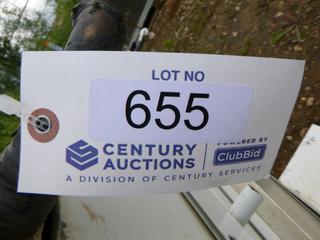 LOT NO
655
CENTURY
AUCTIONS
POWERED BY
ClubBid
A DIVISION OF CENTURY SERVICES